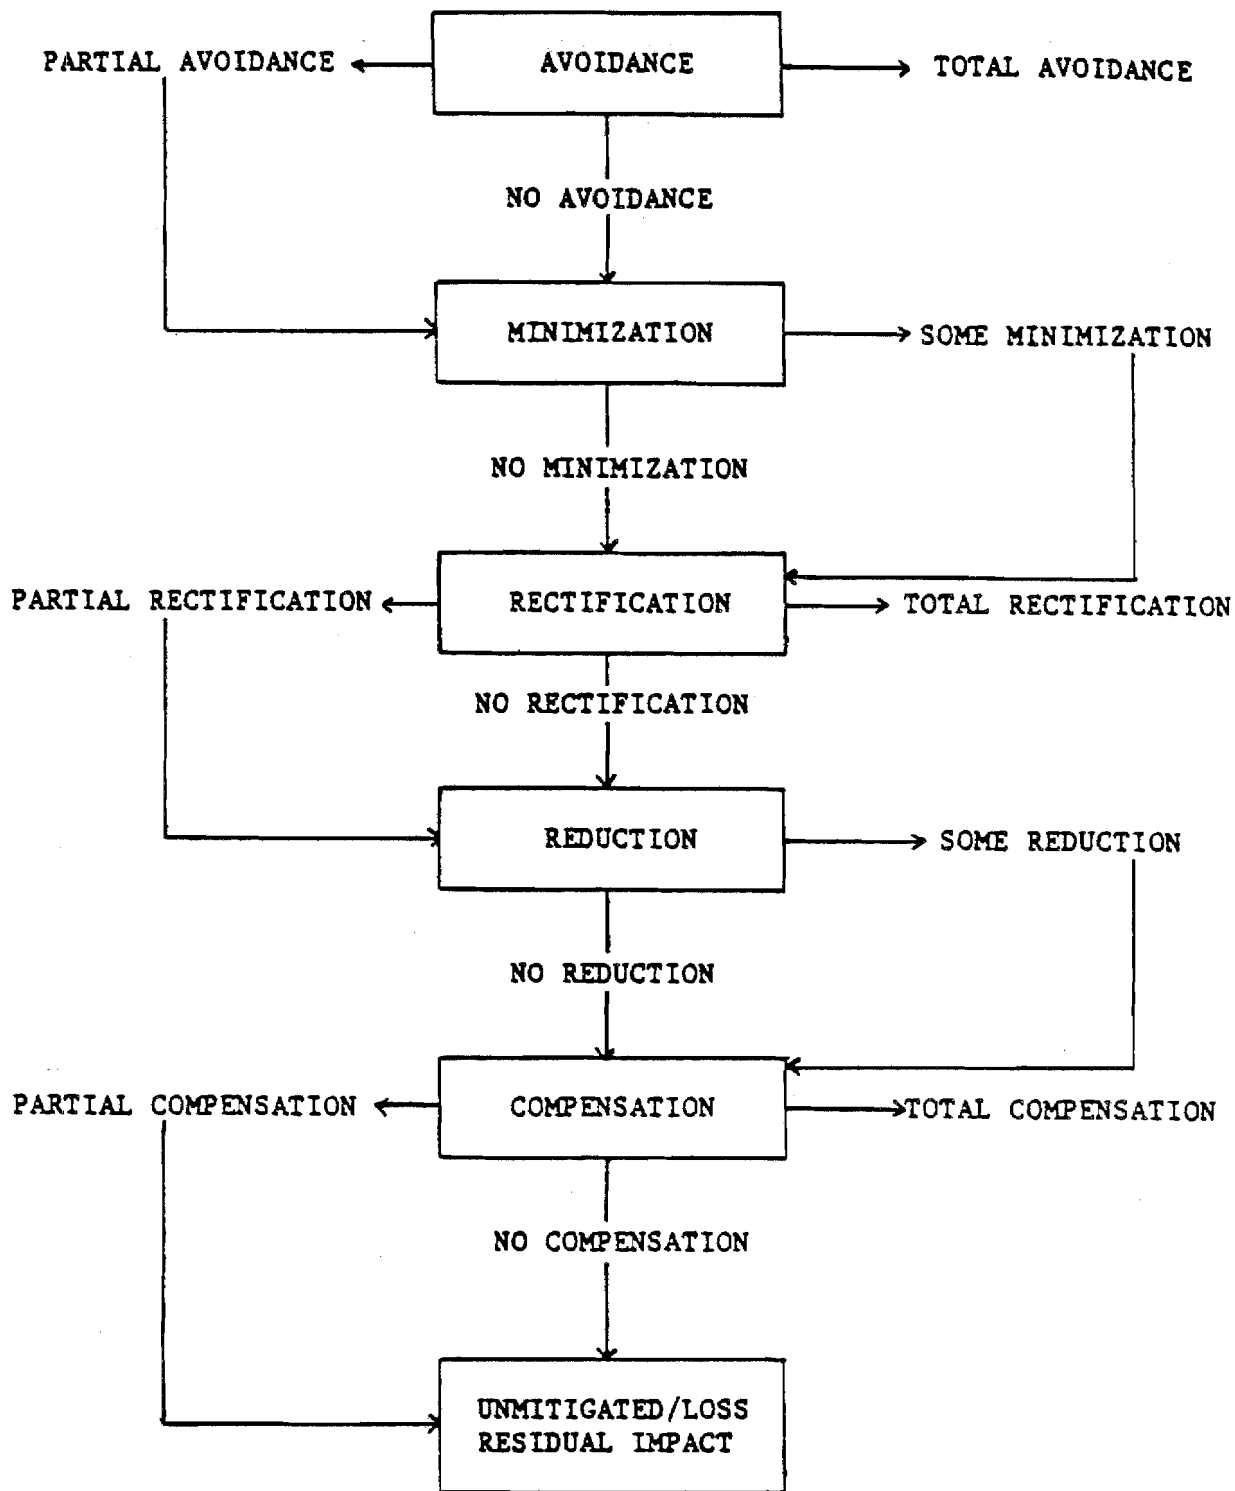 PARTIAL AVOIDANCE
AVOIDANCE
TOTAL AVOIDANCE
NO AVOIDANCE
MINIMIZATION
SOME MINIMIZATION
NO MINIMIZATION
PARTIAL RECTIFICATION
RECTIFICATION
TOTAL RECTIFICATION
NO RECTIFICATION
REDUCTION
SOME REDUCTION
NO REDUCTION
PARTIAL COMPENSATION
COMPENSATION
TOTAL COMPENSATION
NO COMPENSATION
UNMITIGATED/LOSS
RESIDUAL IMPACT